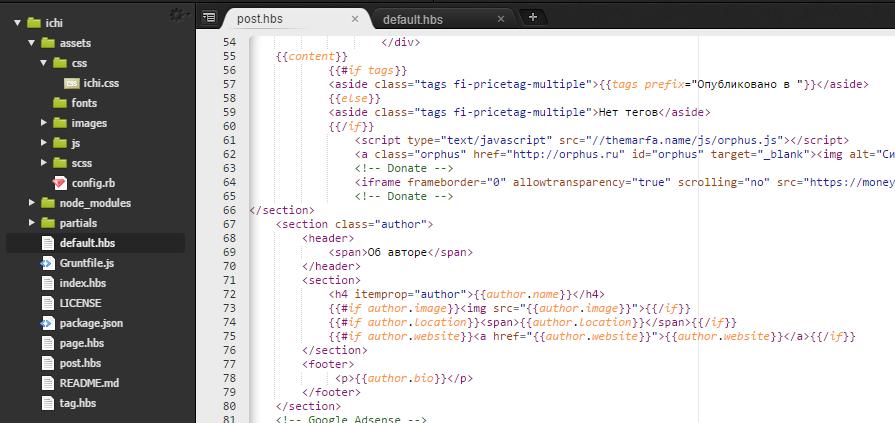 ichi
assets
css
ichi.css
fonts
images
js
scss
config.rb
node_modules
partials
default.hbs
Gruntfile.js
index.hbs
LICENSE
package.json
page.hbs
post.hbs
README.md
tag.hbs
post.hbs × default.hbs × +
54 </div>
55 {{content}}
56 {{#if tags}}
57 <aside class="tags fi-pricetag-multiple">{{tags prefix="Опубликовано в "}}</aside>
58 {{else}}
59 <aside class="tags fi-pricetag-multiple">Нет тегов</aside>
60 {{/if}}
61 <script type="text/javascript" src="//themarfa.name/js/orphus.js"></script>
62 <a class="orphus" href="http://orphus.ru" id="orphus" target="_blank"><img alt="Си
63 <!-- Donate -->
64 <iframe frameborder="0" allowtransparency="true" scrolling="no" src="https://money
65 <!-- Donate -->
66 </section>
67 <section class="author">
68 <header>
69 <span>Об авторе</span>
70 </header>
71 <section>
72 <h4 itemprop="author">{{author.name}}</h4>
73 {{#if author.image}}<img src="{{author.image}}">{{/if}}
74 {{#if author.location}}<span>{{author.location}}</span>{{/if}}
75 {{#if author.website}}<a href="{{author.website}}">{{author.website}}</a>{{/if}}
76 </section>
77 <footer>
78 <p>{{author.bio}}</p>
79 </footer>
80 </section>
81 <!-- Google Adsense -->